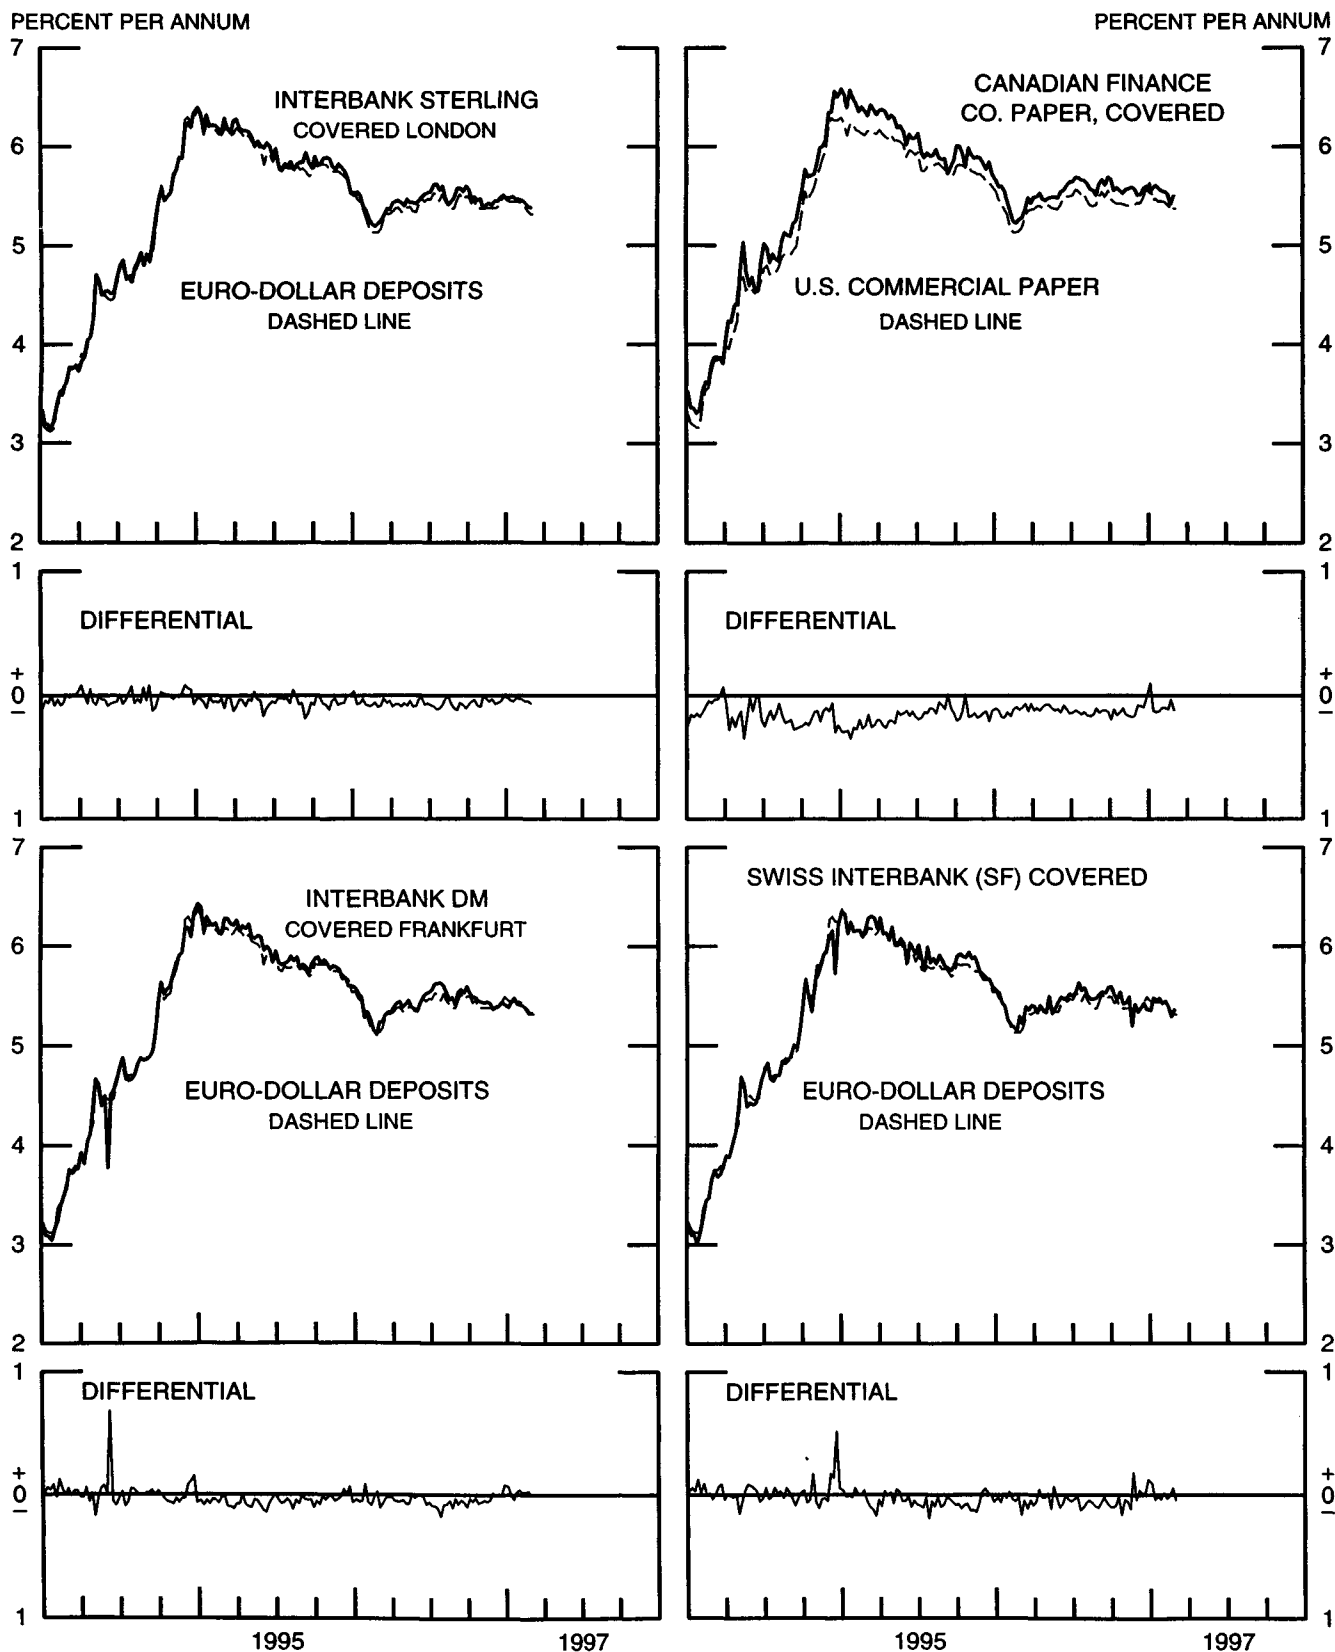 PERCENT PER ANNUM
PERCENT PER ANNUM
7
6
5
4
3
2
INTERBANK STERLING
COVERED LONDON
EURO-DOLLAR DEPOSITS
DASHED LINE
CANADIAN FINANCE
CO. PAPER, COVERED
U.S. COMMERCIAL PAPER
DASHED LINE
7
6
5
4
3
2
1
+
0
–
1
DIFFERENTIAL
DIFFERENTIAL
1
+
0
–
1
7
6
5
4
3
2
INTERBANK DM
COVERED FRANKFURT
EURO-DOLLAR DEPOSITS
DASHED LINE
SWISS INTERBANK (SF) COVERED
EURO-DOLLAR DEPOSITS
DASHED LINE
7
6
5
4
3
2
1
+
0
–
1
DIFFERENTIAL
DIFFERENTIAL
1
+
0
–
1
1995 1997
1995 1997